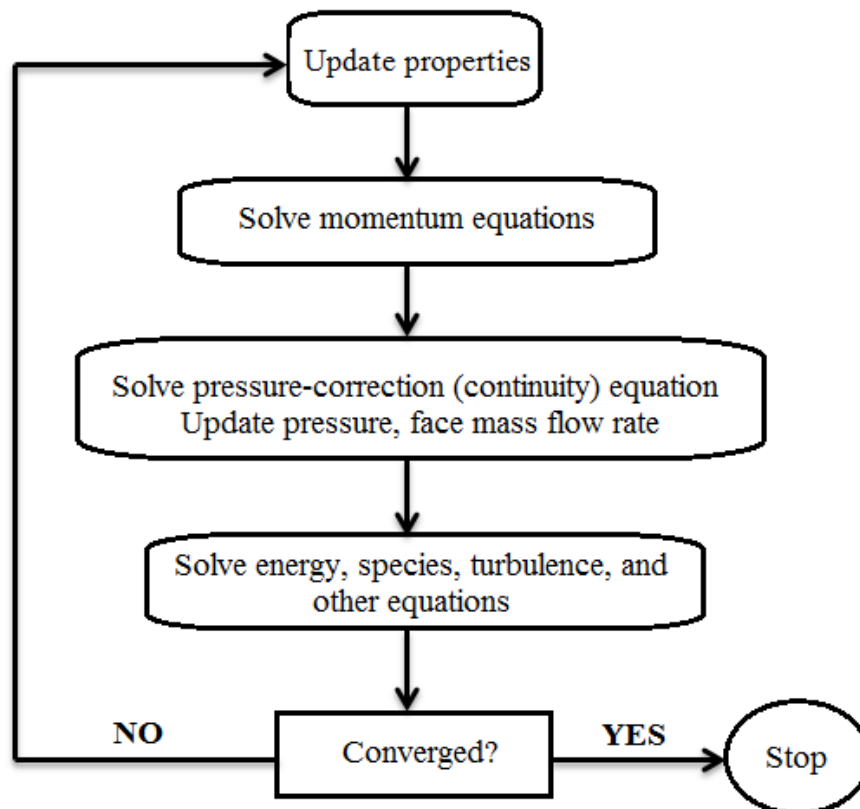 Update properties
Solve momentum equations
Solve pressure-correction (continuity) equation
Update pressure, face mass flow rate
Solve energy, species, turbulence, and
other equations
NO
Converged?
YES
Stop